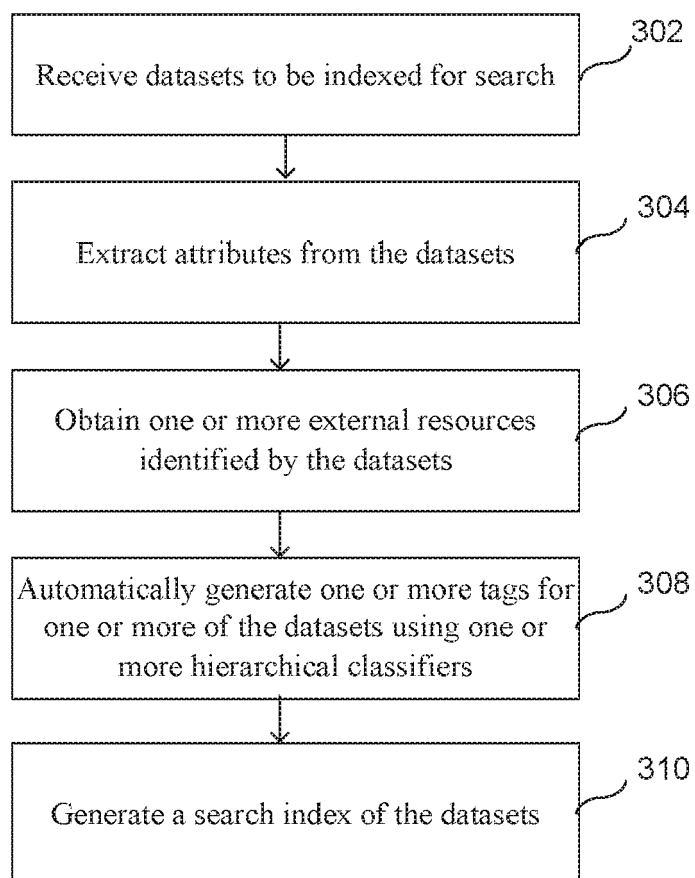 302
Receive datasets to be indexed for search
304
Extract attributes from the datasets
306
Obtain one or more external resources
identified by the datasets
308
Automatically generate one or more tags for
one or more of the datasets using one or
more hierarchical classifiers
310
Generate a search index of the datasets